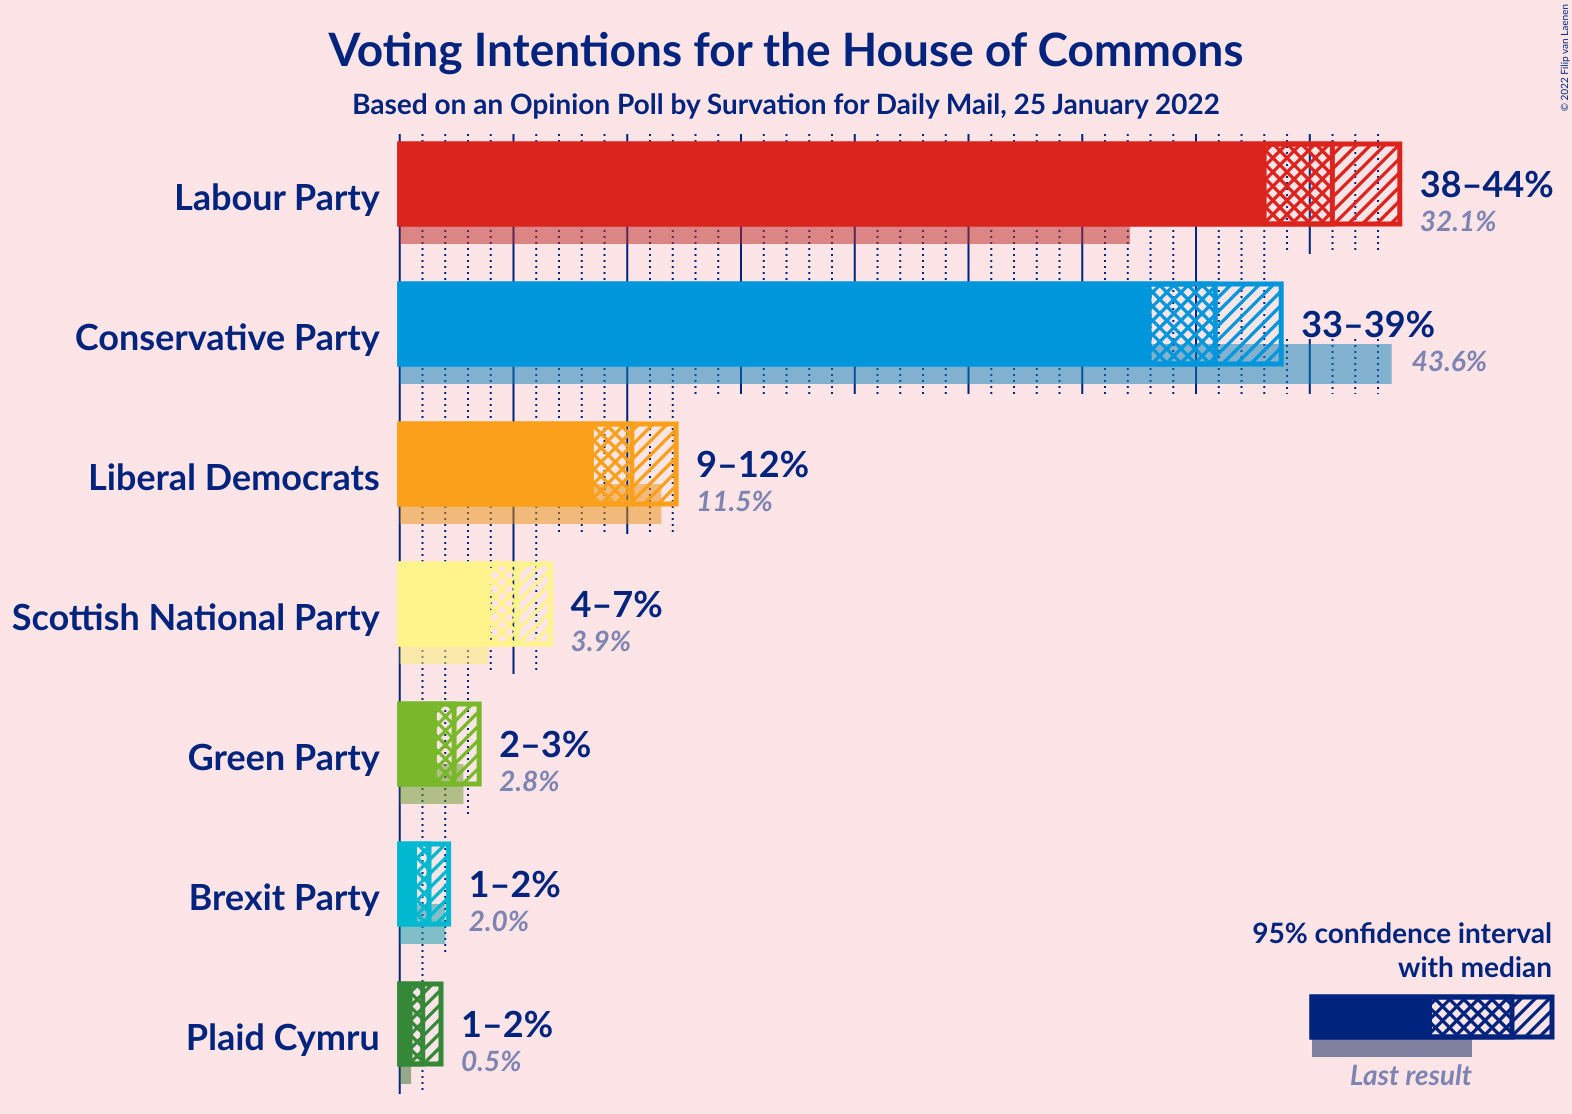 Voting Intentions for the House of Commons
Based on an Opinion Poll by Survation for Daily Mail, 25 January 2022
© 2022 Filip van Laenen
Labour Party
38–44%
32.1%
Conservative Party
33–39%
43.6%
Liberal Democrats
9–12%
11.5%
Scottish National Party
4–7%
3.9%
Green Party
2–3%
2.8%
Brexit Party
1–2%
2.0%
Plaid Cymru
1–2%
0.5%
95% confidence interval
with median
Last result